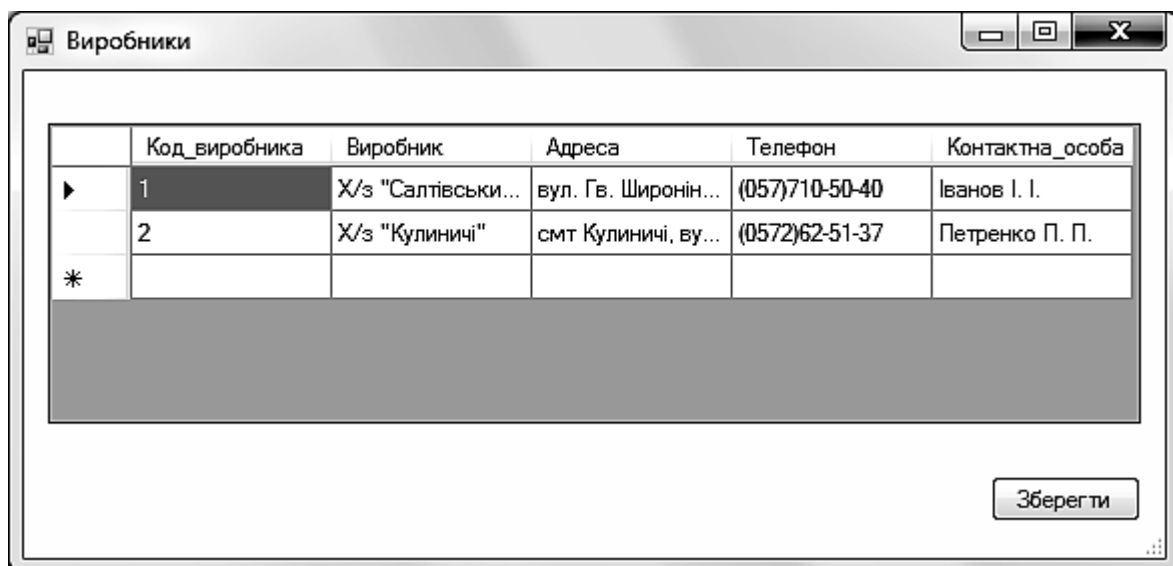 Виробники
Код_виробника Виробник Адреса Телефон Контактна_особа
1 Х/з "Салтівськи... вул. Гв. Широнін... (057)710-50-40 Іванов І. І.
2 Х/з "Кулиничі" смт Кулиничі, ву... (0572)62-51-37 Петренко П. П.
Зберегти